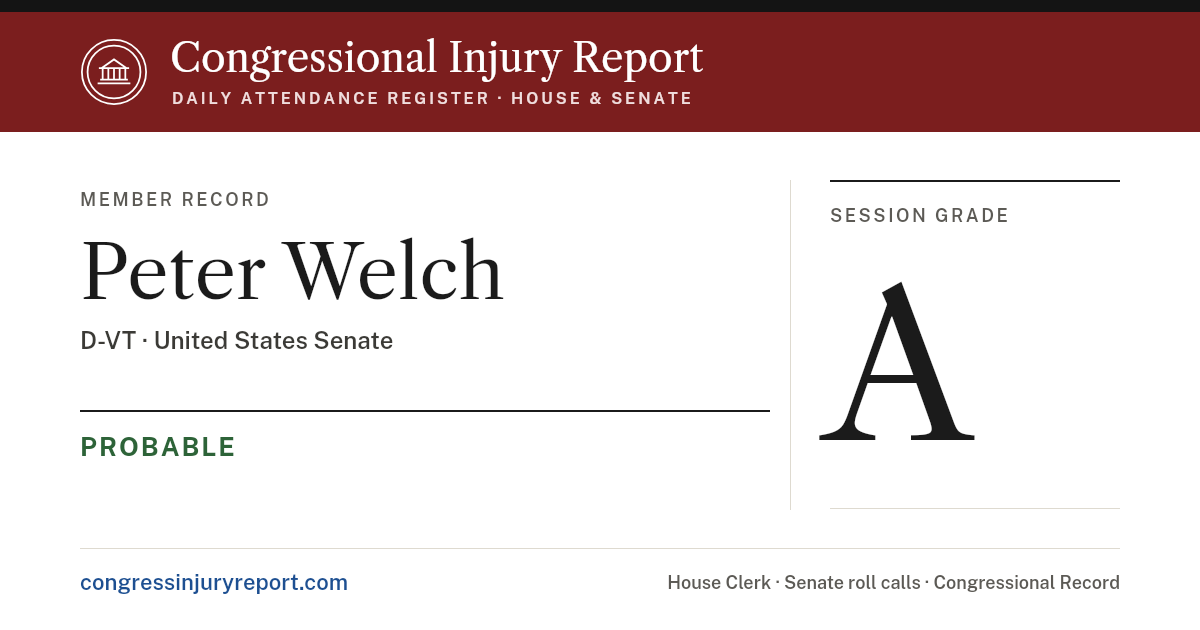 Congressional Injury Report
DAILY ATTENDANCE REGISTER · HOUSE & SENATE
MEMBER RECORD
Peter Welch
D-VT · United States Senate
PROBABLE
SESSION GRADE
A
congressinjuryreport.com
House Clerk · Senate roll calls · Congressional Record